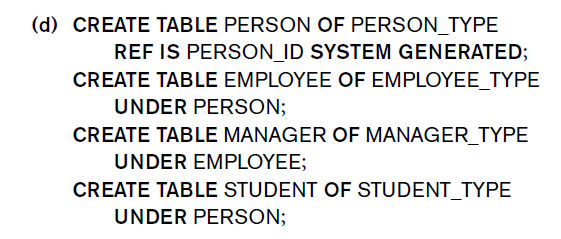 (d) CREATE TABLE PERSON OF PERSON_TYPE
REF IS PERSON_ID SYSTEM GENERATED;
CREATE TABLE EMPLOYEE OF EMPLOYEE_TYPE
UNDER PERSON;
CREATE TABLE MANAGER OF MANAGER_TYPE
UNDER EMPLOYEE;
CREATE TABLE STUDENT OF STUDENT_TYPE
UNDER PERSON;